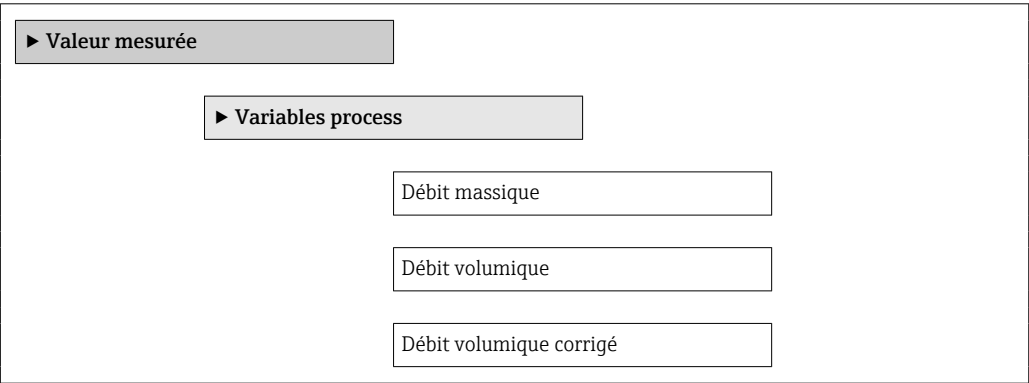 ▶ Valeur mesurée
▶ Variables process
Débit massique
Débit volumique
Débit volumique corrigé